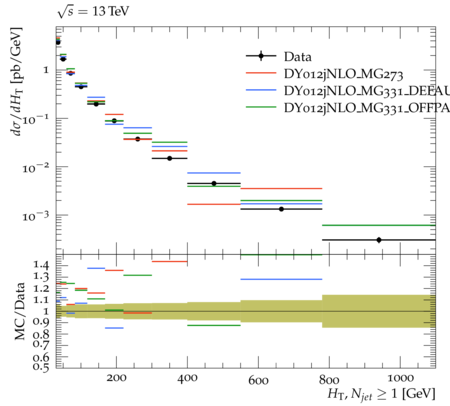 √s = 13 TeV
dσ/dH_T [pb/GeV]
Data
DY012jNLO_MG273
DY012jNLO_MG331_DEFAU
DY012jNLO_MG331_OFFPA
1
10^−1
10^−2
10^−3
MC/Data
1.4
1.3
1.2
1.1
1
0.9
0.8
0.7
0.6
0.5
200 400 600 800 1000
H_T, N_jet ≥ 1 [GeV]